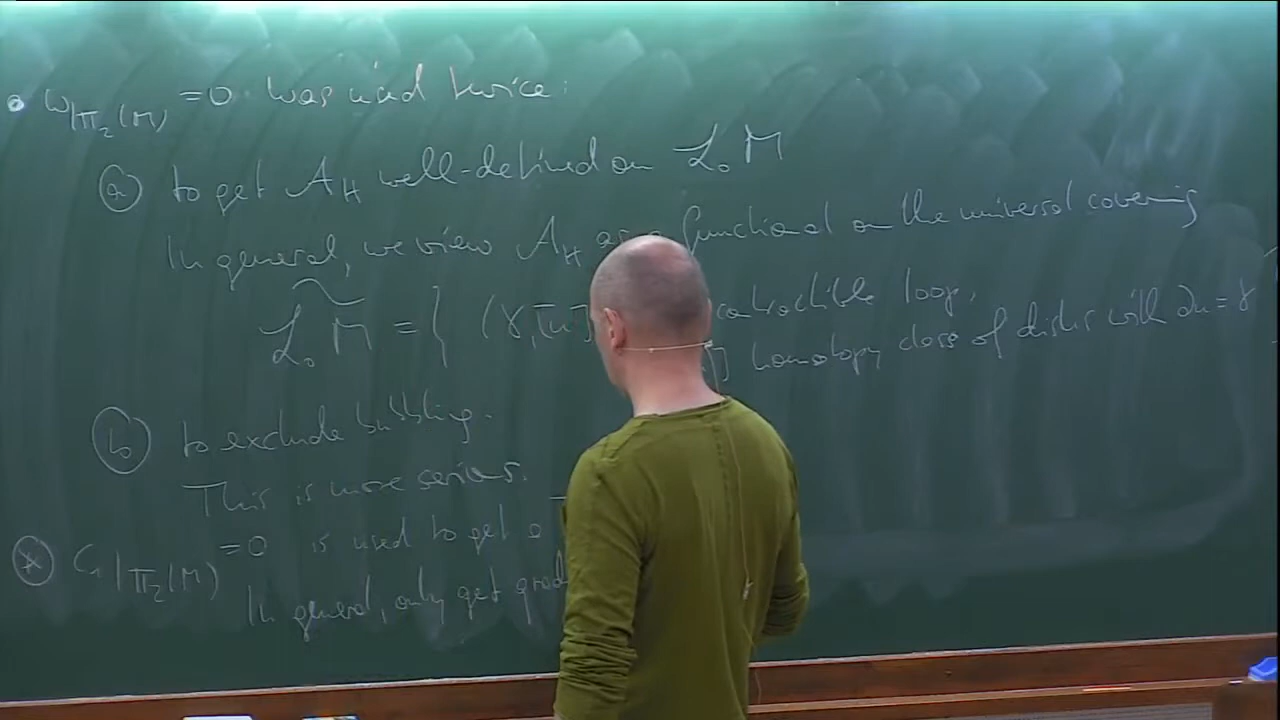 • ω|π₂(M) = 0 was used twice:
(a) to get A_H well-defined on ℒ₀M
In general, we view A_H as a functional on the universal covering
ℒ̃₀M = { (γ, [u]) contractible loop,
] homotopy class of disks with ∂u = γ
(b) to exclude bubbling.
This is more serious.
(*) c₁|π₂(M) = 0 is used to get a
In general, only get grad